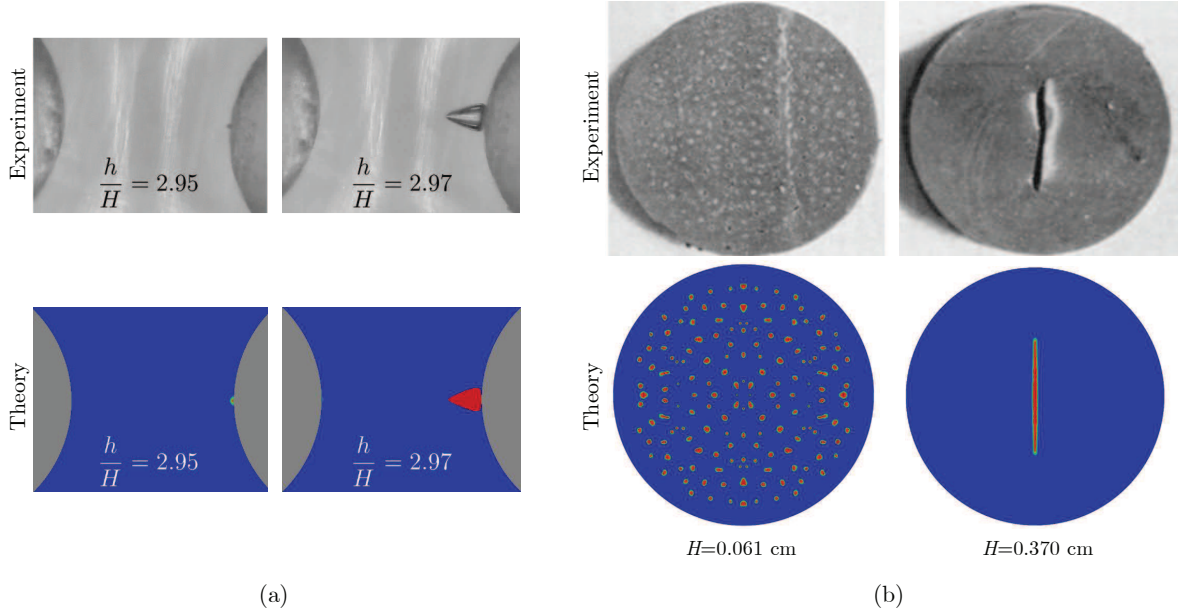 Experiment
h/H = 2.95
h/H = 2.97
Experiment
Theory
h/H = 2.95
h/H = 2.97
Theory
H=0.061 cm
H=0.370 cm
(a)
(b)